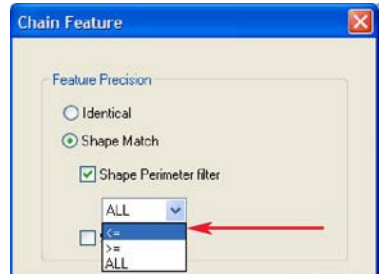 Chain Feature
Feature Precision
Identical
Shape Match
Shape Perimeter filter
ALL
<=
>=
ALL